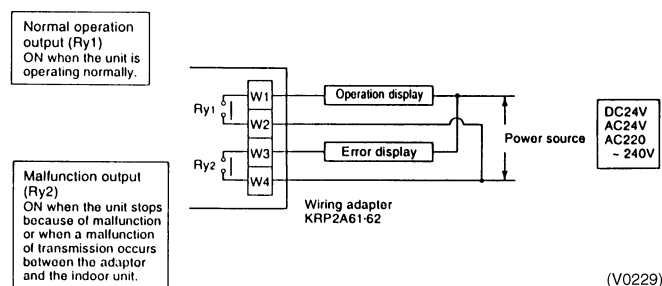 Normal operation
output (Ry1)
ON when the unit is
operating normally.
Ry1
W1
W2
Operation display
Ry2
W3
W4
Error display
Power source
DC24V
AC24V
AC220
~ 240V
Malfunction output
(Ry2)
ON when the unit stops
because of malfunction
or when a malfunction
of transmission occurs
between the adaptor
and the indoor unit.
Wiring adapter
KRP2A61-62
(V0229)